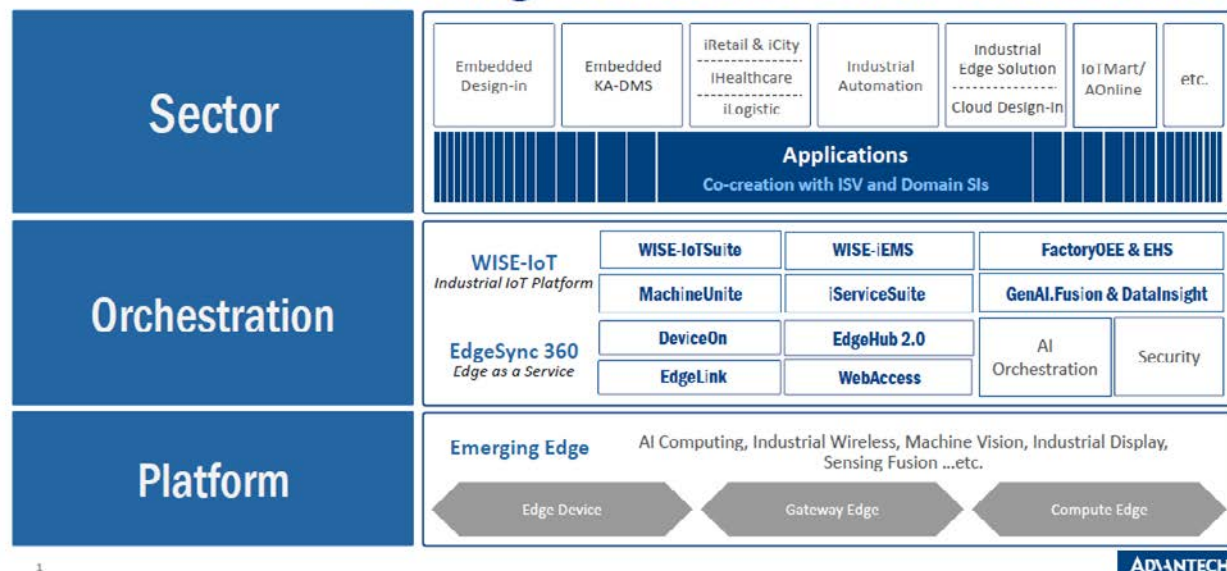 Sector
Embedded
Design-in
Embedded
KA-DMS
iRetail & iCity
iHealthcare
iLogistic
Industrial
Automation
Industrial
Edge Solution
Cloud Design-In
IoTMart/
AOnline
etc.
Applications
Co-creation with ISV and Domain SIs
Orchestration
WISE-IoT
Industrial IoT Platform
WISE-IoTSuite
WISE-iEMS
FactoryOEE & EHS
MachineUnite
iServiceSuite
GenAI.Fusion & DataInsight
EdgeSync 360
Edge as a Service
DeviceOn
EdgeHub 2.0
EdgeLink
WebAccess
AI
Orchestration
Security
Platform
Emerging Edge
AI Computing, Industrial Wireless, Machine Vision, Industrial Display,
Sensing Fusion ...etc.
Edge Device
Gateway Edge
Compute Edge
1
ADVANTECH